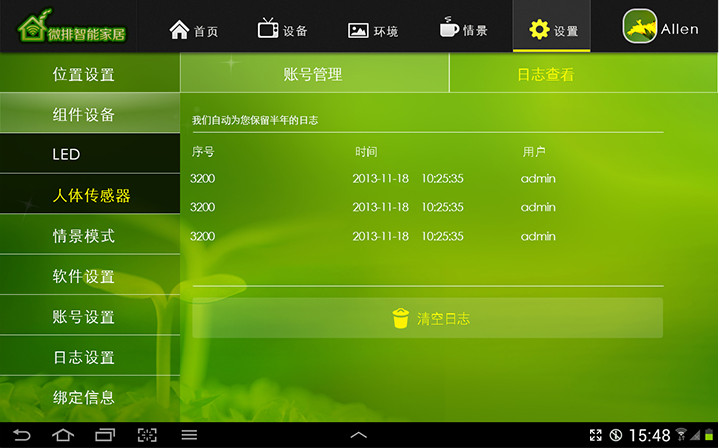 微排智能家居 首页 设备 环境 情景 设置 Allen
位置设置
组件设备
LED
人体传感器
情景模式
软件设置
账号设置
日志设置
绑定信息
账号管理 日志查看
我们自动为您保留半年的日志
序号 时间 用户
3200 2013-11-18 10:25:35 admin
3200 2013-11-18 10:25:35 admin
3200 2013-11-18 10:25:35 admin
清空日志
15:48